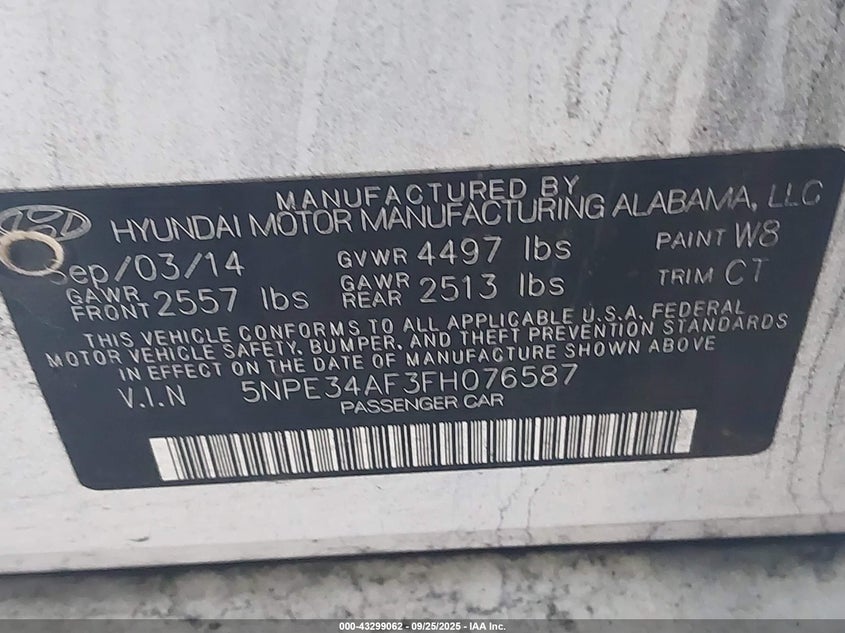 MANUFACTURED BY
HYUNDAI MOTOR MANUFACTURING ALABAMA, LLC
Sep/03/14 GVWR 4497 lbs PAINT W8
GAWR FRONT 2557 lbs GAWR REAR 2513 lbs TRIM CT
THIS VEHICLE CONFORMS TO ALL APPLICABLE U.S.A. FEDERAL
MOTOR VEHICLE SAFETY, BUMPER, AND THEFT PREVENTION STANDARDS
IN EFFECT ON THE DATE OF MANUFACTURE SHOWN ABOVE
V.I.N 5NPE34AF3FH076587
PASSENGER CAR
000-43299062 - 09/25/2025 - IAA Inc.